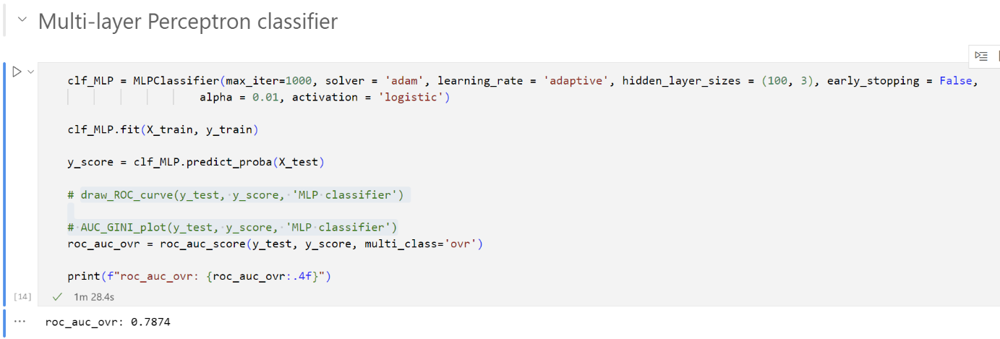 Multi-layer Perceptron classifier
clf_MLP = MLPClassifier(max_iter=1000, solver = 'adam', learning_rate = 'adaptive', hidden_layer_sizes = (100, 3), early_stopping = False,
alpha = 0.01, activation = 'logistic')
clf_MLP.fit(X_train, y_train)
y_score = clf_MLP.predict_proba(X_test)
# draw_ROC_curve(y_test, y_score, 'MLP classifier')
# AUC_GINI_plot(y_test, y_score, 'MLP classifier')
roc_auc_ovr = roc_auc_score(y_test, y_score, multi_class='ovr')
print(f"roc_auc_ovr: {roc_auc_ovr:.4f}")
[14] 1m 28.4s
roc_auc_ovr: 0.7874